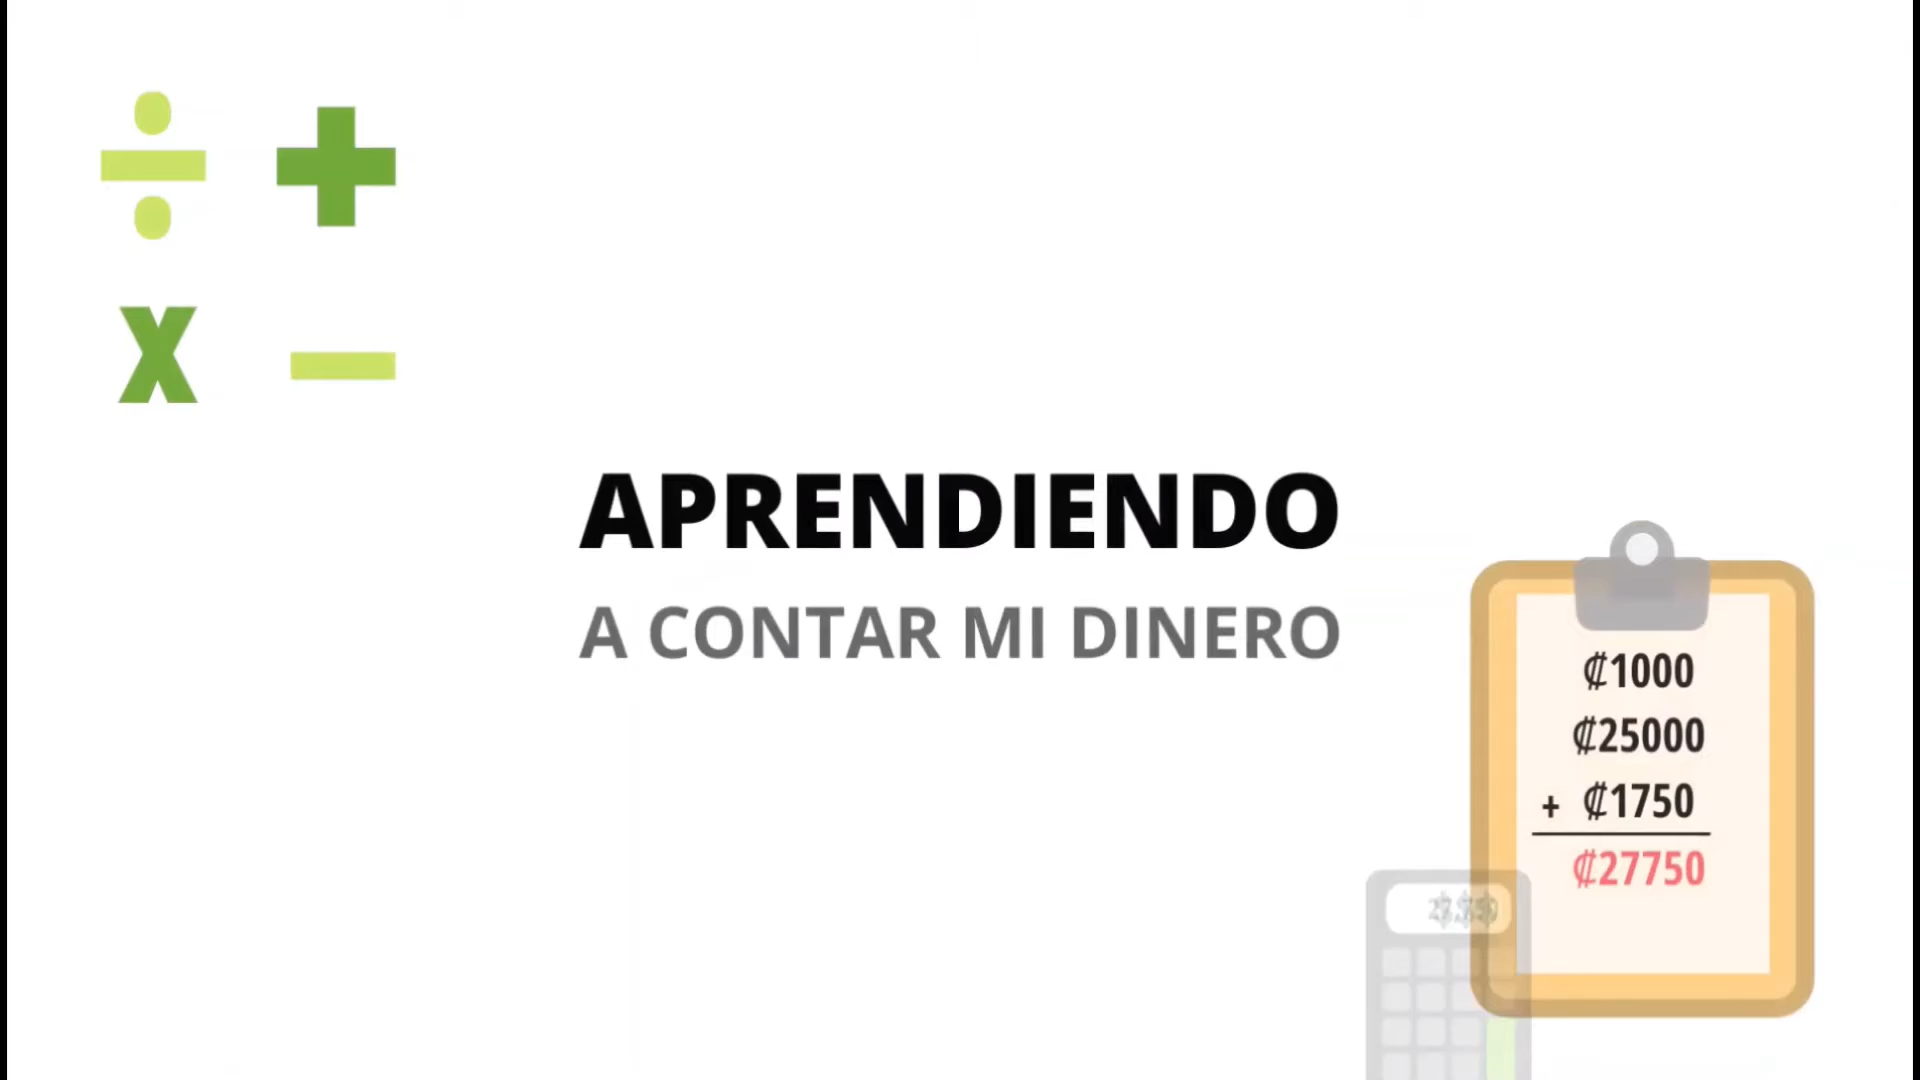 ÷ +
x −
APRENDIENDO
A CONTAR MI DINERO
₡1000
₡25000
+ ₡1750
₡27750